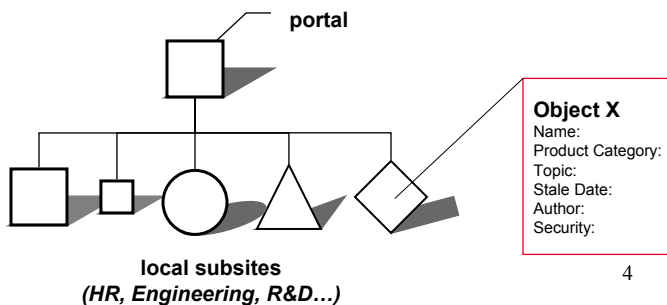 portal
Object X
Name:
Product Category:
Topic:
Stale Date:
Author:
Security:
local subsites
(HR, Engineering, R&D…)
4